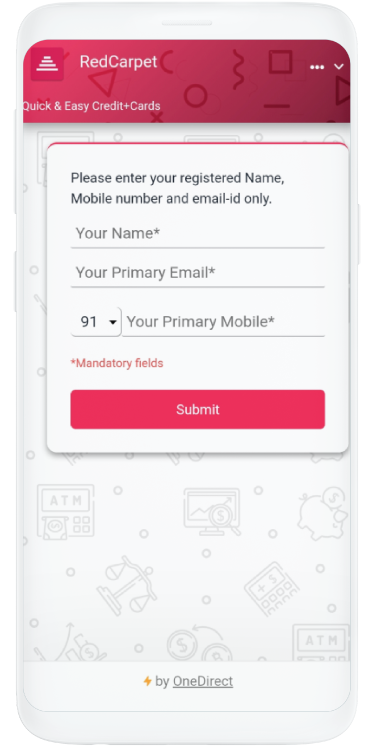 RedCarpet
Quick & Easy Credit+Cards
Please enter your registered Name,
Mobile number and email-id only.
Your Name*
Your Primary Email*
91 Your Primary Mobile*
*Mandatory fields
Submit
ATM
ATM
by OneDirect